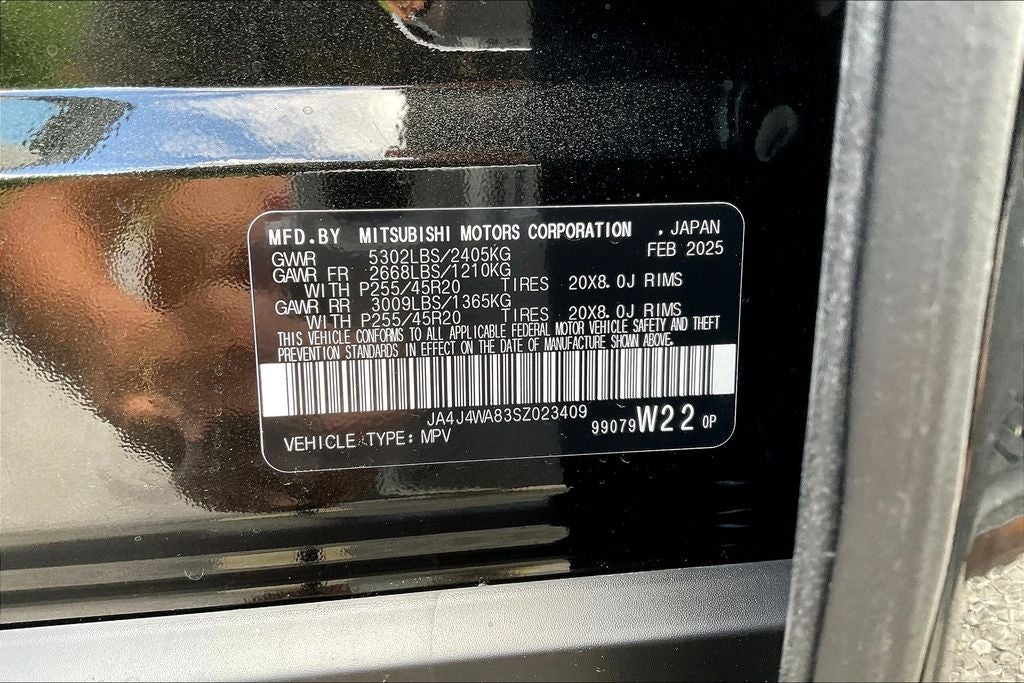 MFD.BY MITSUBISHI MOTORS CORPORATION , JAPAN
FEB 2025
GVWR 5302LBS/2405KG
GAWR FR 2668LBS/1210KG
WITH P255/45R20 TIRES 20X8.0J RIMS
GAWR RR 3009LBS/1365KG
WITH P255/45R20 TIRES 20X8.0J RIMS
THIS VEHICLE CONFORMS TO ALL APPLICABLE FEDERAL MOTOR VEHICLE SAFETY AND THEFT
PREVENTION STANDARDS IN EFFECT ON THE DATE OF MANUFACTURE SHOWN ABOVE.
JA4J4WA83SZ023409
VEHICLE TYPE: MPV 99079 W22 0P